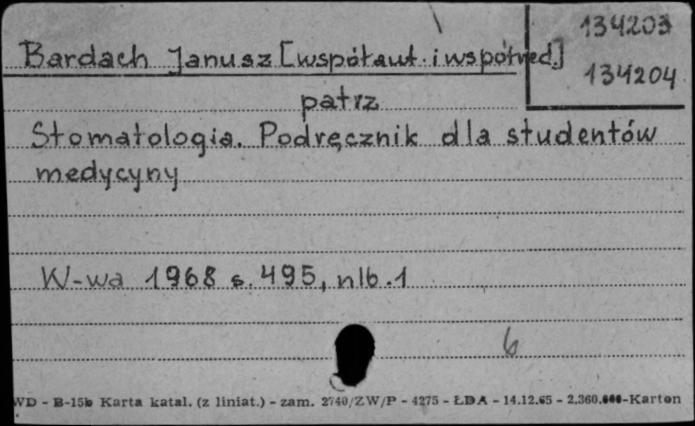 134203
Bardach Janusz [współaut. i współred.]
134204
patrz
Stomatologia. Podręcznik dla studentów
medycyny
W-wa 1968 s. 495, nlb. 1
6
WD - B-15b Karta katal. (z liniat.) - zam. 2740/ZW/P - 4275 - ŁDA - 14.12.65 - 2.360.000-Karton